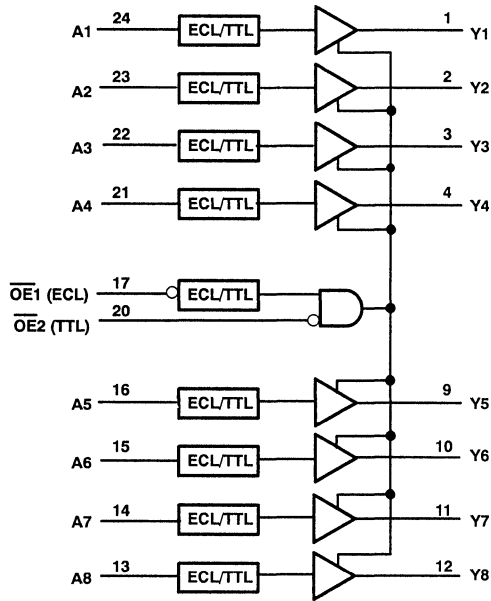 A1 24 ECL/TTL 1 Y1
A2 23 ECL/TTL 2 Y2
A3 22 ECL/TTL 3 Y3
A4 21 ECL/TTL 4 Y4
O̅E̅1 (ECL) 17 ECL/TTL
O̅E̅2 (TTL) 20
A5 16 ECL/TTL 9 Y5
A6 15 ECL/TTL 10 Y6
A7 14 ECL/TTL 11 Y7
A8 13 ECL/TTL 12 Y8